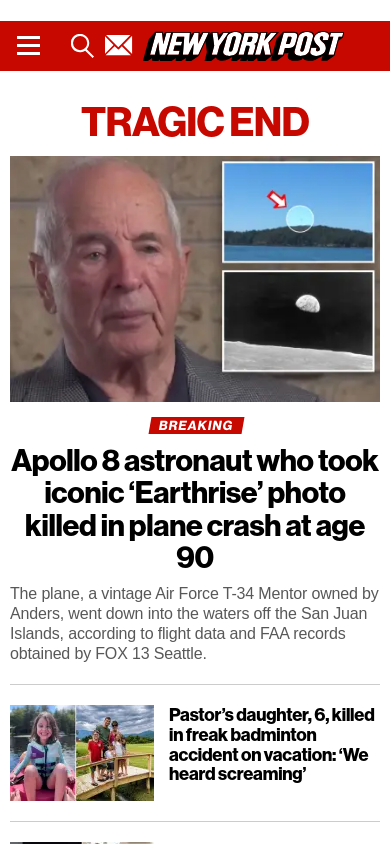 NEW YORK POST
TRAGIC END
BREAKING
Apollo 8 astronaut who took
iconic ‘Earthrise’ photo
killed in plane crash at age
90
The plane, a vintage Air Force T-34 Mentor owned by
Anders, went down into the waters off the San Juan
Islands, according to flight data and FAA records
obtained by FOX 13 Seattle.
Pastor’s daughter, 6, killed
in freak badminton
accident on vacation: ‘We
heard screaming’